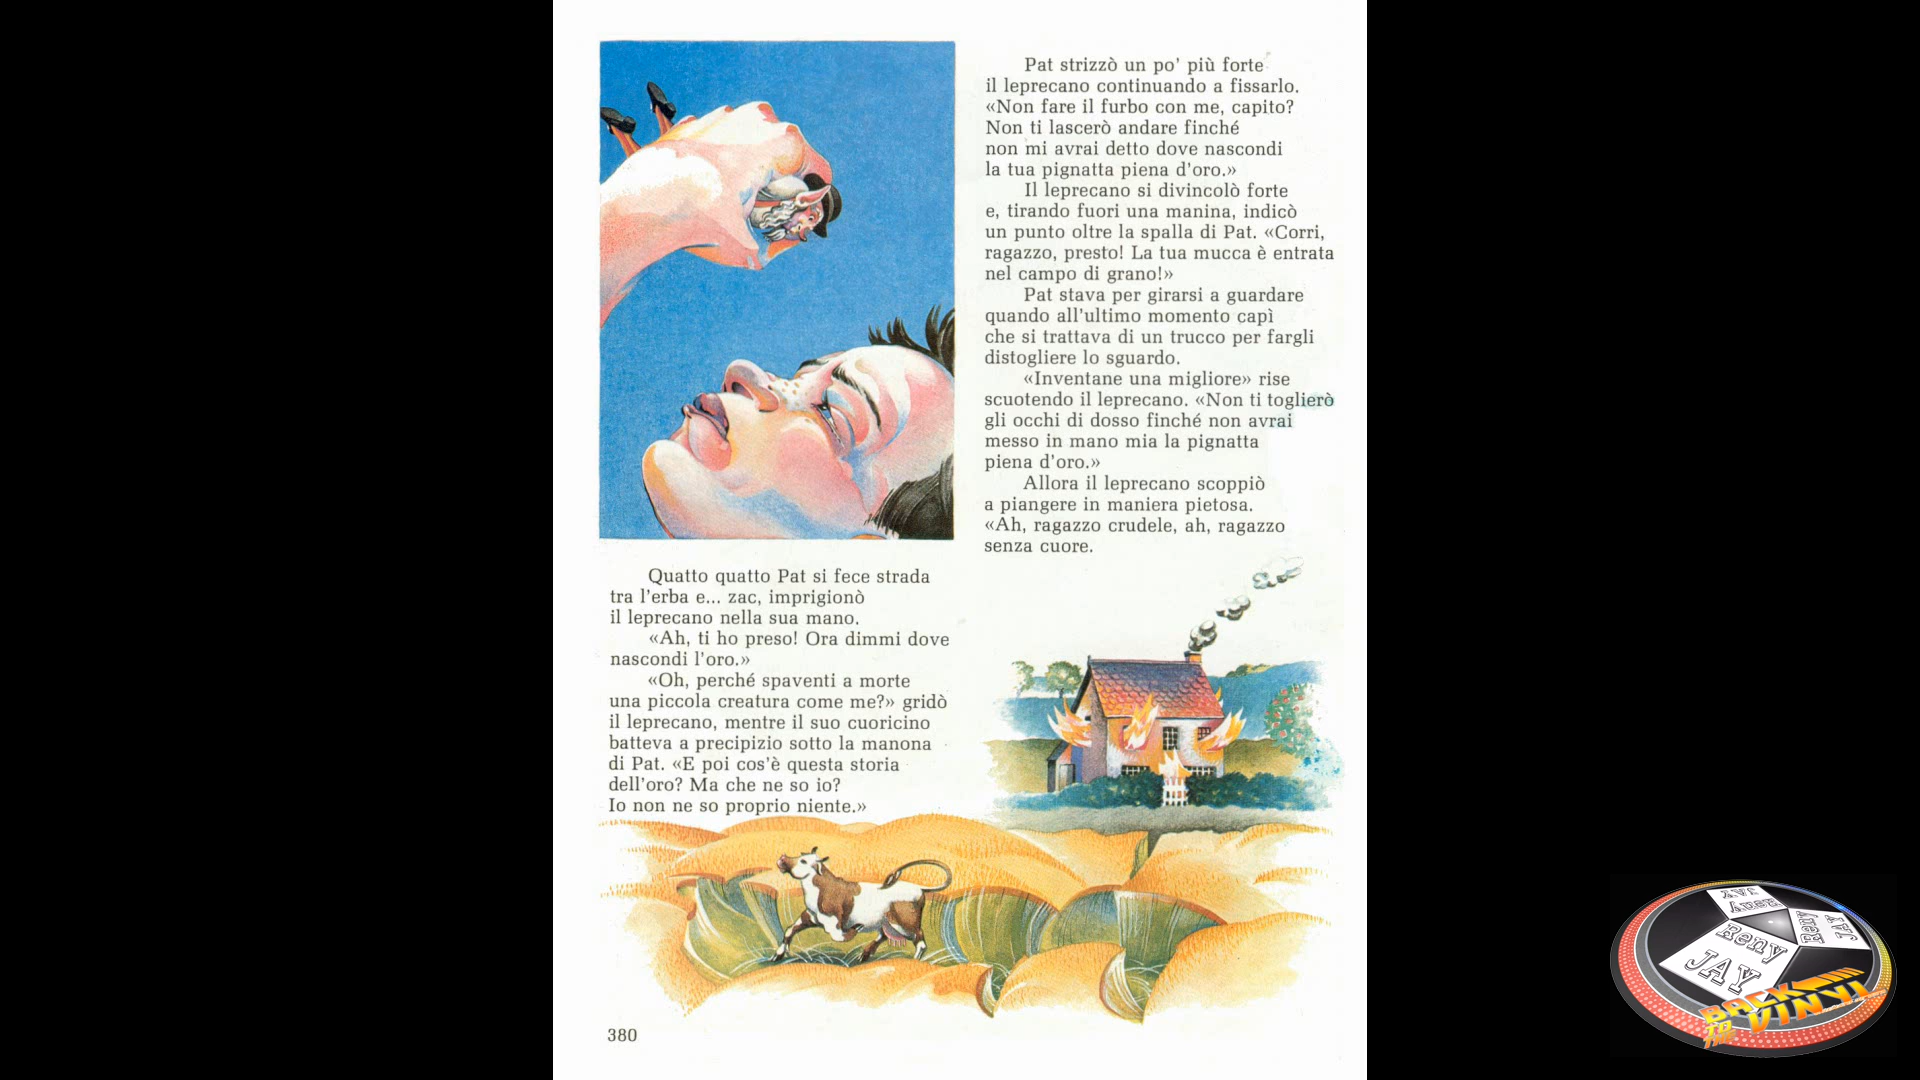 Quatto quatto Pat si fece strada
tra l'erba e... zac, imprigionò
il leprecano nella sua mano.
«Ah, ti ho preso! Ora dimmi dove
nascondi l'oro.»
«Oh, perché spaventi a morte
una piccola creatura come me?» gridò
il leprecano, mentre il suo cuoricino
batteva a precipizio sotto la manona
di Pat. «E poi cos'è questa storia
dell'oro? Ma che ne so io?
Io non ne so proprio niente.»
Pat strizzò un po' più forte
il leprecano continuando a fissarlo.
«Non fare il furbo con me, capito?
Non ti lascerò andare finché
non mi avrai detto dove nascondi
la tua pignatta piena d'oro.»
Il leprecano si divincolò forte
e, tirando fuori una manina, indicò
un punto oltre la spalla di Pat. «Corri,
ragazzo, presto! La tua mucca è entrata
nel campo di grano!»
Pat stava per girarsi a guardare
quando all'ultimo momento capì
che si trattava di un trucco per fargli
distogliere lo sguardo.
«Inventane una migliore» rise
scuotendo il leprecano. «Non ti toglierò
gli occhi di dosso finché non avrai
messo in mano mia la pignatta
piena d'oro.»
Allora il leprecano scoppiò
a piangere in maniera pietosa.
«Ah, ragazzo crudele, ah, ragazzo
senza cuore.
380
Reny
JAY
Reny
JAY
Reny
JAY
BACK
TO
THE VINYL